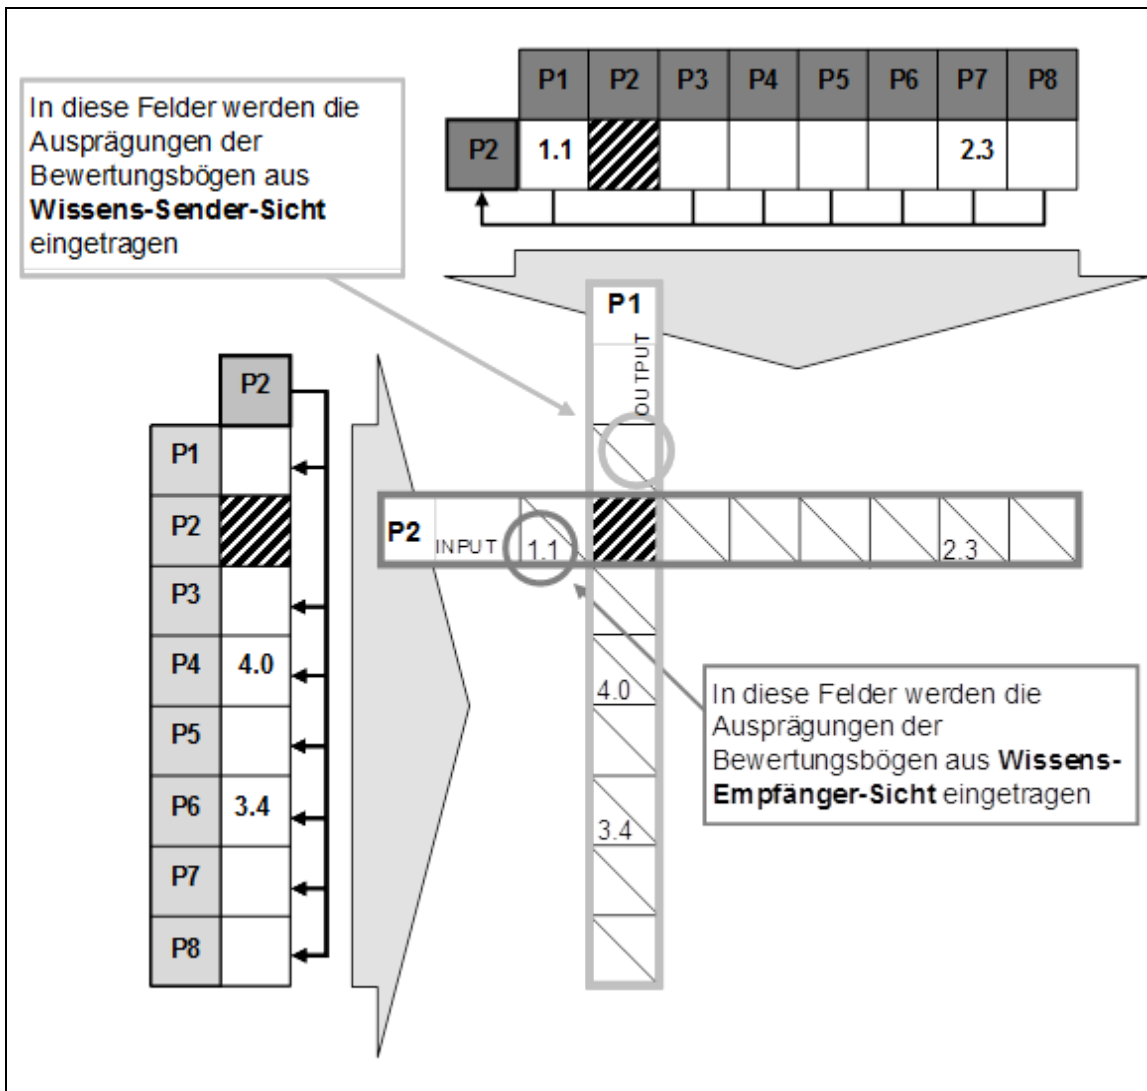 P1 P2 P3 P4 P5 P6 P7 P8
P2 1.1 2.3
In diese Felder werden die
Ausprägungen der
Bewertungsbögen aus
Wissens-Sender-Sicht
eingetragen
P1
OUTPUT
P2
P1
P2
P3
P4 4.0
P5
P6 3.4
P7
P8
P2 INPUT 1.1 2.3
4.0
3.4
In diese Felder werden die
Ausprägungen der
Bewertungsbögen aus Wissens-
Empfänger-Sicht eingetragen